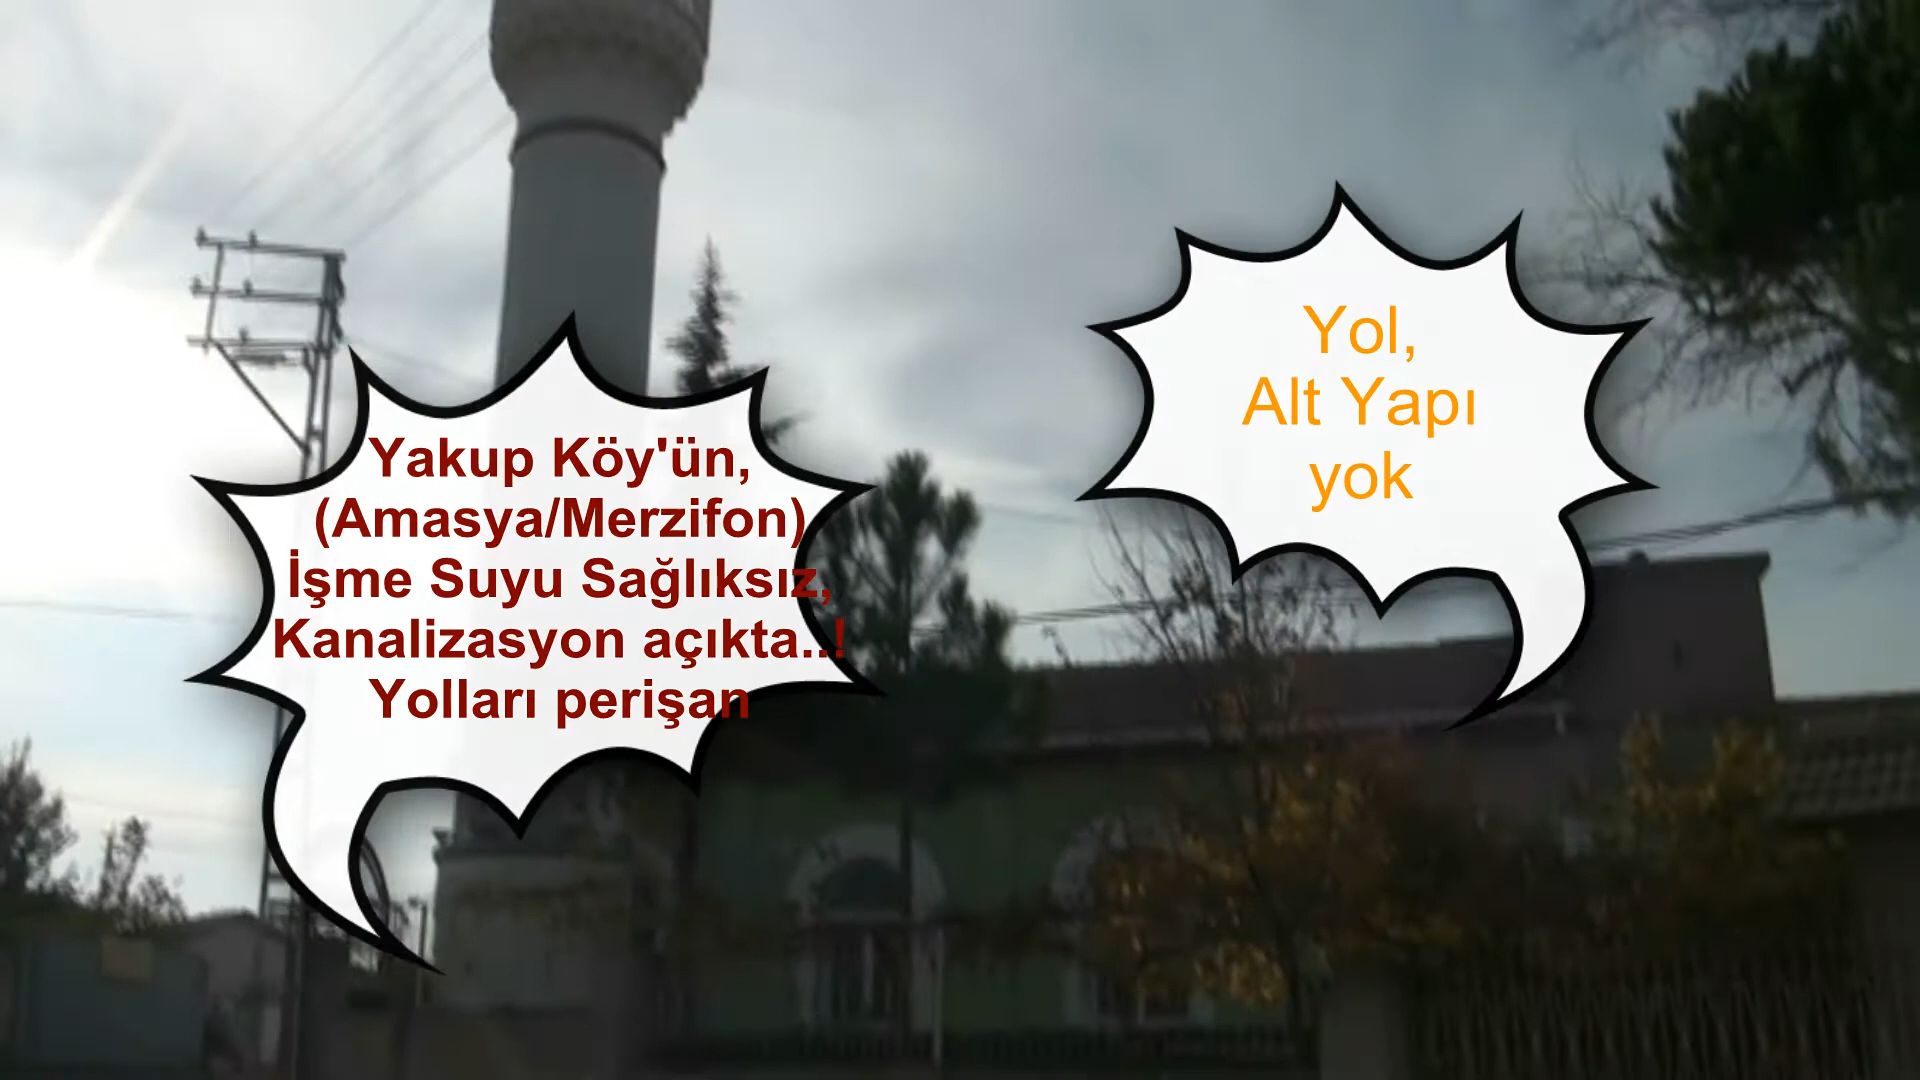 Yakup Köy'ün,
(Amasya/Merzifon)
İşme Suyu Sağlıksız,
Kanalizasyon açıkta..!
Yolları perişan
Yol,
Alt Yapı
yok